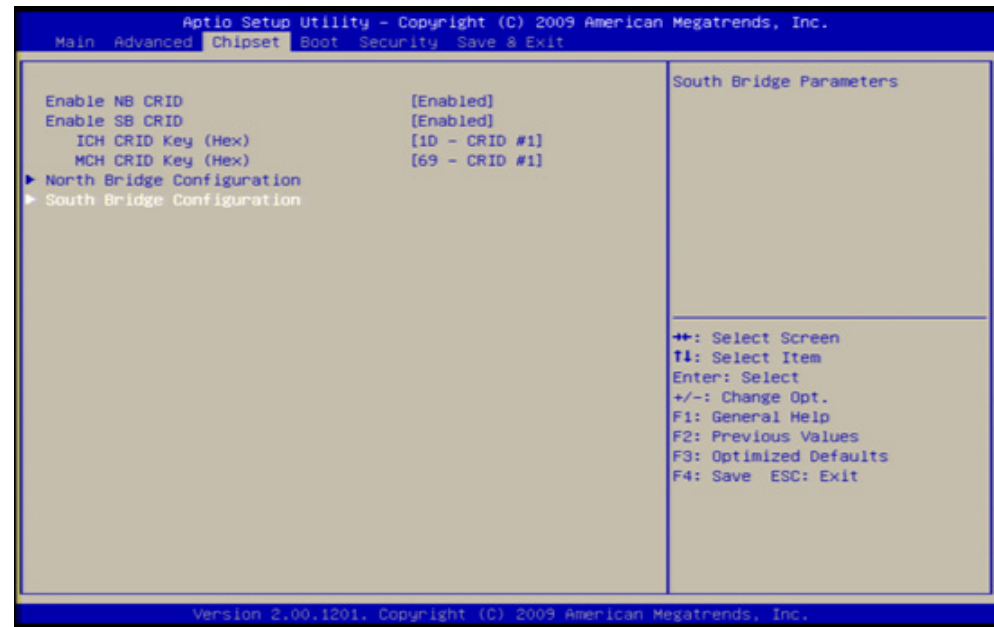 Aptio Setup Utility – Copyright (C) 2009 American Megatrends, Inc.
Main Advanced Chipset Boot Security Save & Exit
Enable NB CRID [Enabled]
Enable SB CRID [Enabled]
ICH CRID Key (Hex) [1D – CRID #1]
MCH CRID Key (Hex) [69 – CRID #1]
► North Bridge Configuration
► South Bridge Configuration
South Bridge Parameters
→←: Select Screen
↑↓: Select Item
Enter: Select
+/-: Change Opt.
F1: General Help
F2: Previous Values
F3: Optimized Defaults
F4: Save ESC: Exit
Version 2.00.1201. Copyright (C) 2009 American Megatrends, Inc.